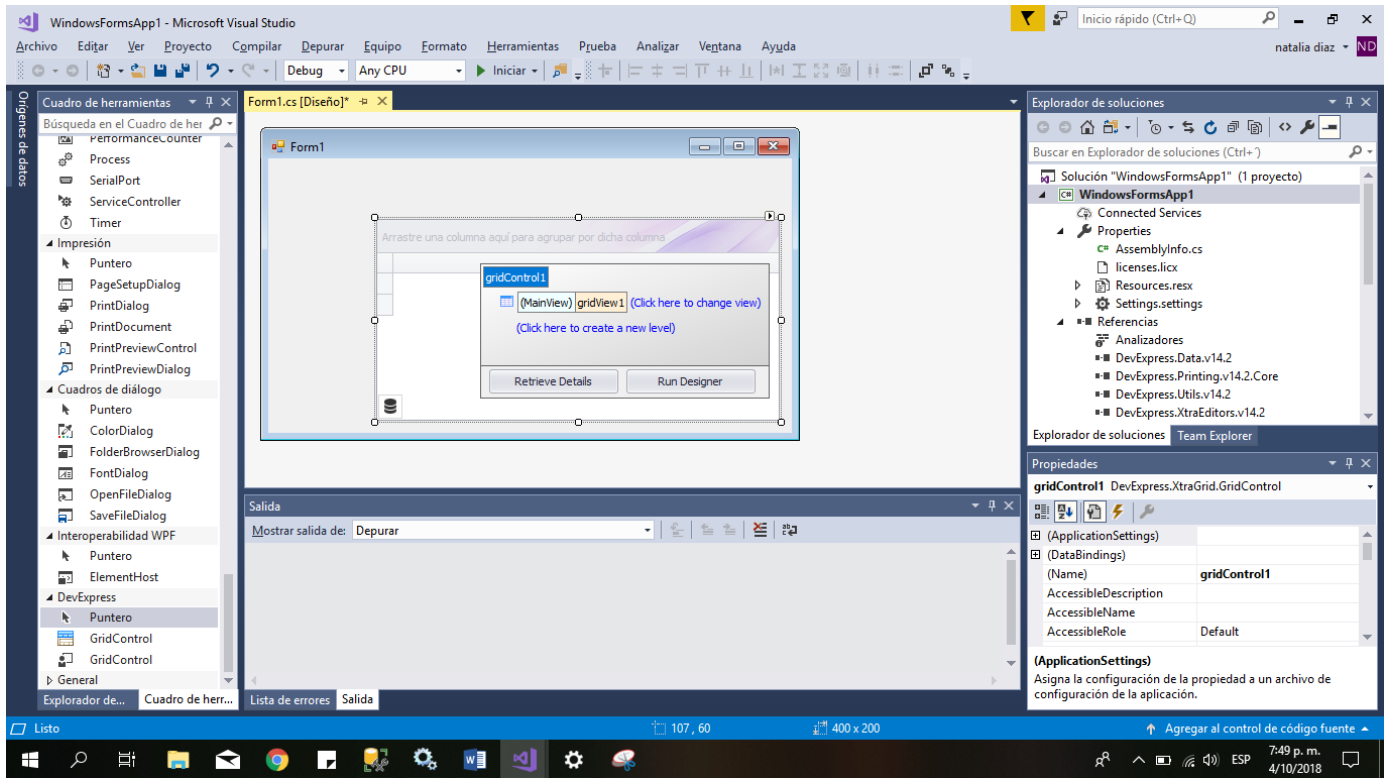 WindowsFormsApp1 - Microsoft Visual Studio
Inicio rápido (Ctrl+Q)
Archivo Editar Ver Proyecto Compilar Depurar Equipo Formato Herramientas Prueba Analizar Ventana Ayuda
natalia diaz ND
Debug Any CPU Iniciar
Orígenes de datos
Cuadro de herramientas
Búsqueda en el Cuadro de her
PerformanceCounter
Process
SerialPort
ServiceController
Timer
Impresión
Puntero
PageSetupDialog
PrintDialog
PrintDocument
PrintPreviewControl
PrintPreviewDialog
Cuadros de diálogo
Puntero
ColorDialog
FolderBrowserDialog
FontDialog
OpenFileDialog
SaveFileDialog
Interoperabilidad WPF
Puntero
ElementHost
DevExpress
Puntero
GridControl
GridControl
General
Explorador de... Cuadro de herr...
Form1.cs [Diseño]*
Form1
Arrastre una columna aquí para agrupar por dicha columna
gridControl1
(MainView) gridView1 (Click here to change view)
(Click here to create a new level)
Retrieve Details Run Designer
Salida
Mostrar salida de: Depurar
Lista de errores Salida
Explorador de soluciones
Buscar en Explorador de soluciones (Ctrl+´)
Solución "WindowsFormsApp1" (1 proyecto)
C# WindowsFormsApp1
Connected Services
Properties
C# AssemblyInfo.cs
licenses.licx
Resources.resx
Settings.settings
Referencias
Analizadores
DevExpress.Data.v14.2
DevExpress.Printing.v14.2.Core
DevExpress.Utils.v14.2
DevExpress.XtraEditors.v14.2
Explorador de soluciones Team Explorer
Propiedades
gridControl1 DevExpress.XtraGrid.GridControl
(ApplicationSettings)
(DataBindings)
(Name) gridControl1
AccessibleDescription
AccessibleName
AccessibleRole Default
(ApplicationSettings)
Asigna la configuración de la propiedad a un archivo de
configuración de la aplicación.
Listo 107 , 60 400 x 200 Agregar al control de código fuente
ESP 7:49 p. m.
4/10/2018